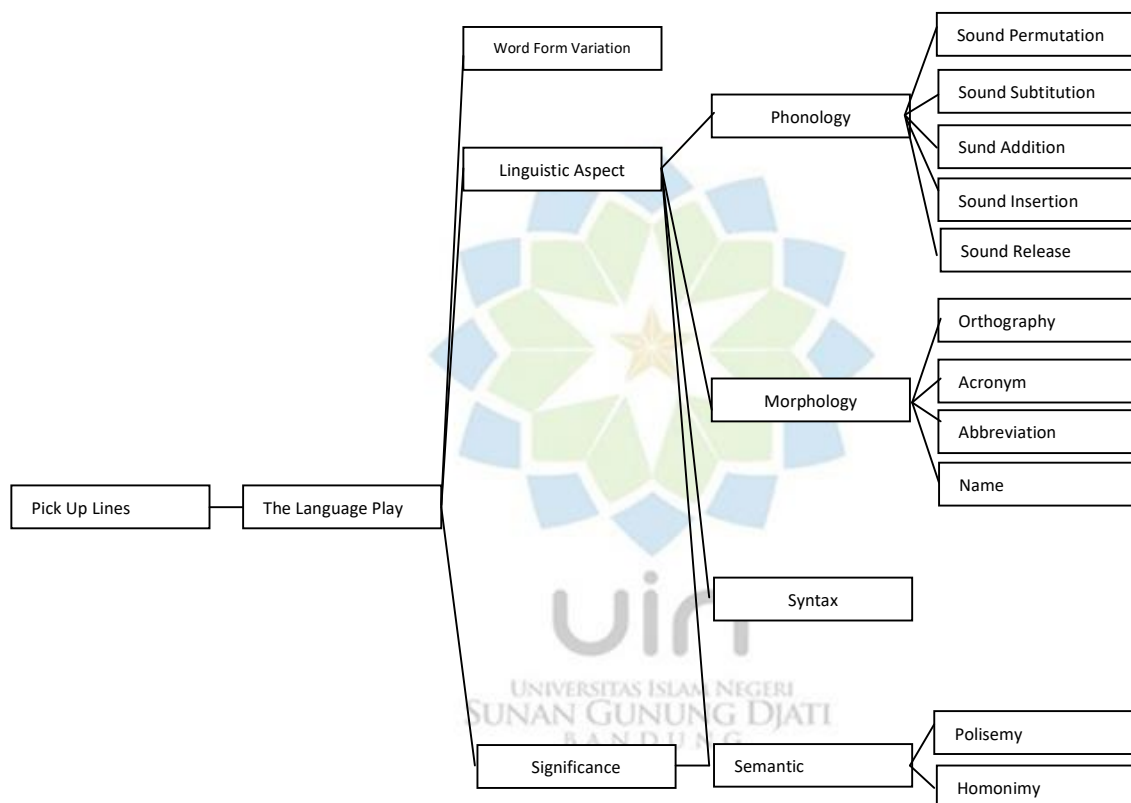 Word Form Variation
Linguistic Aspect
Phonology
Sound Permutation
Sound Subtitution
Sund Addition
Sound Insertion
Sound Release
Morphology
Orthography
Acronym
Abbreviation
Name
Pick Up Lines
The Language Play
Syntax
uin
UNIVERSITAS ISLAM NEGERI
SUNAN GUNUNG DJATI
BANDUNG
Significance
Semantic
Polisemy
Homonimy